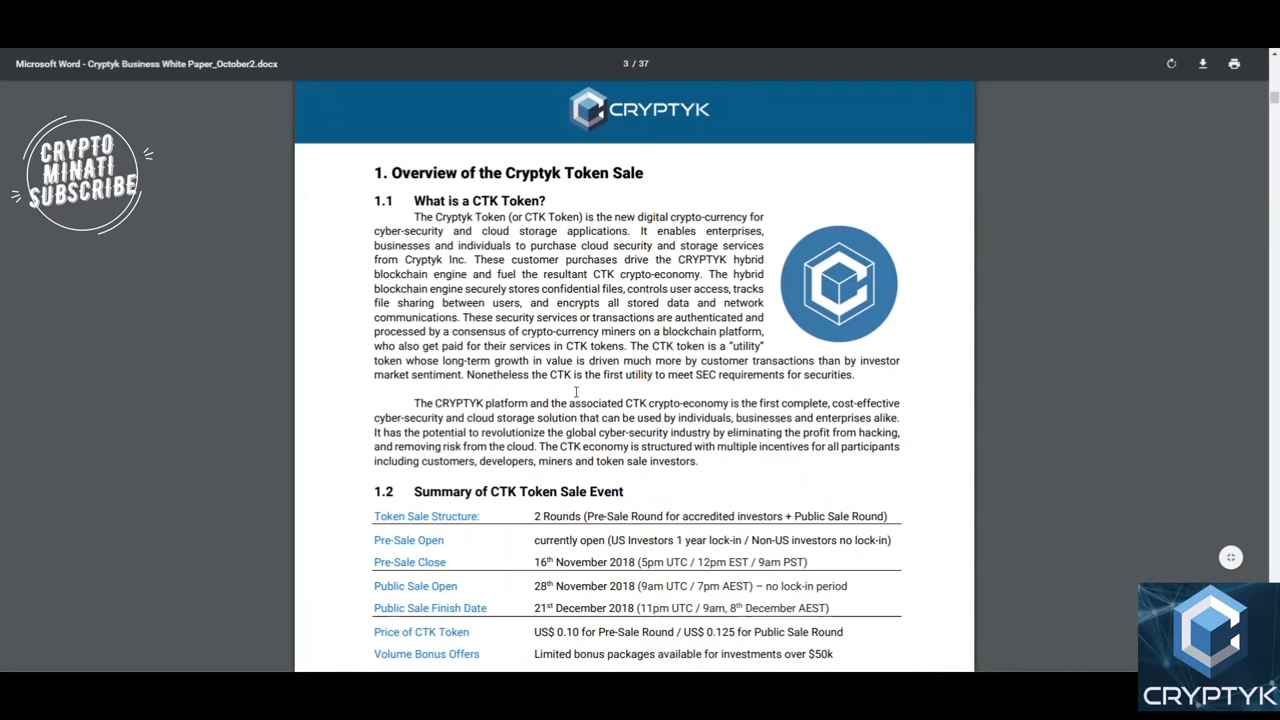 Microsoft Word - Cryptyk Business White Paper_October2.docx
3 / 37
CRYPTO
MINATI
SUBSCRIBE
CRYPTYK
1. Overview of the Cryptyk Token Sale
1.1 What is a CTK Token?
The Cryptyk Token (or CTK Token) is the new digital crypto-currency for
cyber-security and cloud storage applications. It enables enterprises,
businesses and individuals to purchase cloud security and storage services
from Cryptyk Inc. These customer purchases drive the CRYPTYK hybrid
blockchain engine and fuel the resultant CTK crypto-economy. The hybrid
blockchain engine securely stores confidential files, controls user access, tracks
file sharing between users, and encrypts all stored data and network
communications. These security services or transactions are authenticated and
processed by a consensus of crypto-currency miners on a blockchain platform,
who also get paid for their services in CTK tokens. The CTK token is a "utility"
token whose long-term growth in value is driven much more by customer transactions than by investor
market sentiment. Nonetheless the CTK is the first utility to meet SEC requirements for securities.
The CRYPTYK platform and the associated CTK crypto-economy is the first complete, cost-effective
cyber-security and cloud storage solution that can be used by individuals, businesses and enterprises alike.
It has the potential to revolutionize the global cyber-security industry by eliminating the profit from hacking,
and removing risk from the cloud. The CTK economy is structured with multiple incentives for all participants
including customers, developers, miners and token sale investors.
1.2 Summary of CTK Token Sale Event
Token Sale Structure: 2 Rounds (Pre-Sale Round for accredited investors + Public Sale Round)
Pre-Sale Open currently open (US Investors 1 year lock-in / Non-US investors no lock-in)
Pre-Sale Close 16th November 2018 (5pm UTC / 12pm EST / 9am PST)
Public Sale Open 28th November 2018 (9am UTC / 7pm AEST) – no lock-in period
Public Sale Finish Date 21st December 2018 (11pm UTC / 9am, 8th December AEST)
Price of CTK Token US$ 0.10 for Pre-Sale Round / US$ 0.125 for Public Sale Round
Volume Bonus Offers Limited bonus packages available for investments over $50k
CRYPTYK